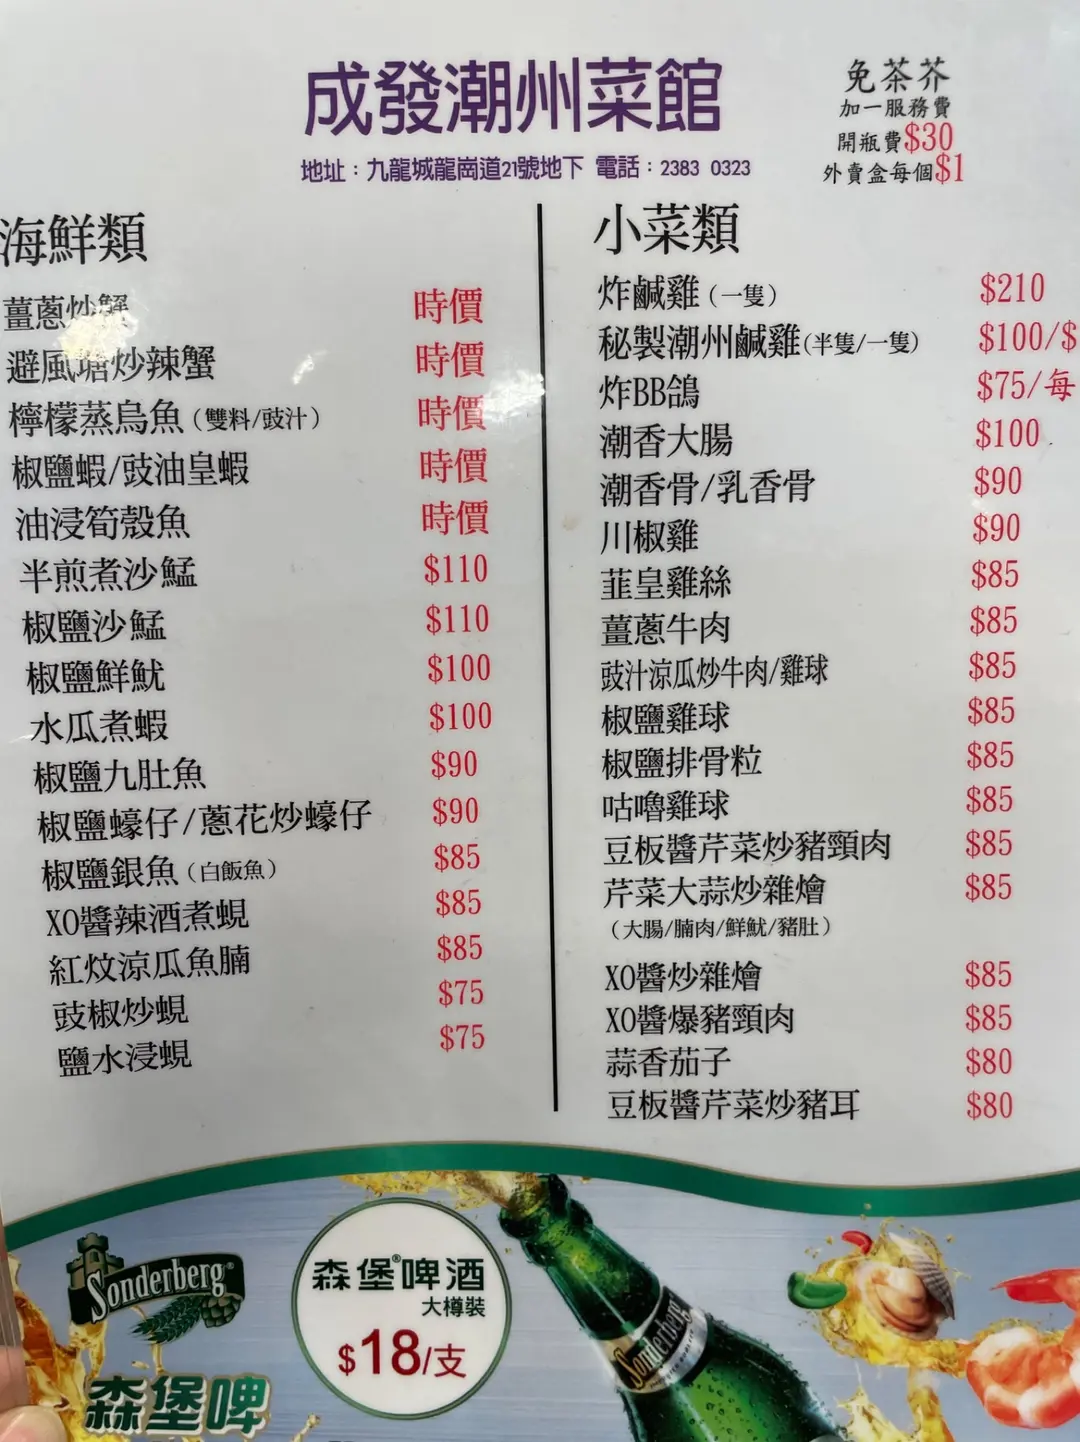 成發潮州菜館
地址：九龍城龍崗道21號地下 電話：2383 0323
免茶芥
加一服務費
開瓶費$30
外賣盒每個$1
海鮮類
薑蔥炒蟹 時價
避風塘炒辣蟹 時價
檸檬蒸烏魚（雙料/豉汁） 時價
椒鹽蝦/豉油皇蝦 時價
油浸筍殼魚 時價
半煎煮沙鯭 $110
椒鹽沙鯭 $110
椒鹽鮮魷 $100
水瓜煮蝦 $100
椒鹽九肚魚 $90
椒鹽蠔仔/蔥花炒蠔仔 $90
椒鹽銀魚（白飯魚） $85
XO醬辣酒煮蜆 $85
紅炆涼瓜魚腩 $85
豉椒炒蜆 $75
鹽水浸蜆 $75
小菜類
炸鹹雞（一隻） $210
秘製潮州鹹雞(半隻/一隻) $100/$
炸BB鴿 $75/每
潮香大腸 $100
潮香骨/乳香骨 $90
川椒雞 $90
韮皇雞絲 $85
薑蔥牛肉 $85
豉汁涼瓜炒牛肉/雞球 $85
椒鹽雞球 $85
椒鹽排骨粒 $85
咕嚕雞球 $85
豆板醬芹菜炒豬頸肉 $85
芹菜大蒜炒雜燴 $85
（大腸/腩肉/鮮魷/豬肚）
XO醬炒雜燴 $85
XO醬爆豬頸肉 $85
蒜香茄子 $80
豆板醬芹菜炒豬耳 $80
Sonderberg®
森堡®啤酒
大樽裝
$18/支
Sonderberg
森堡啤